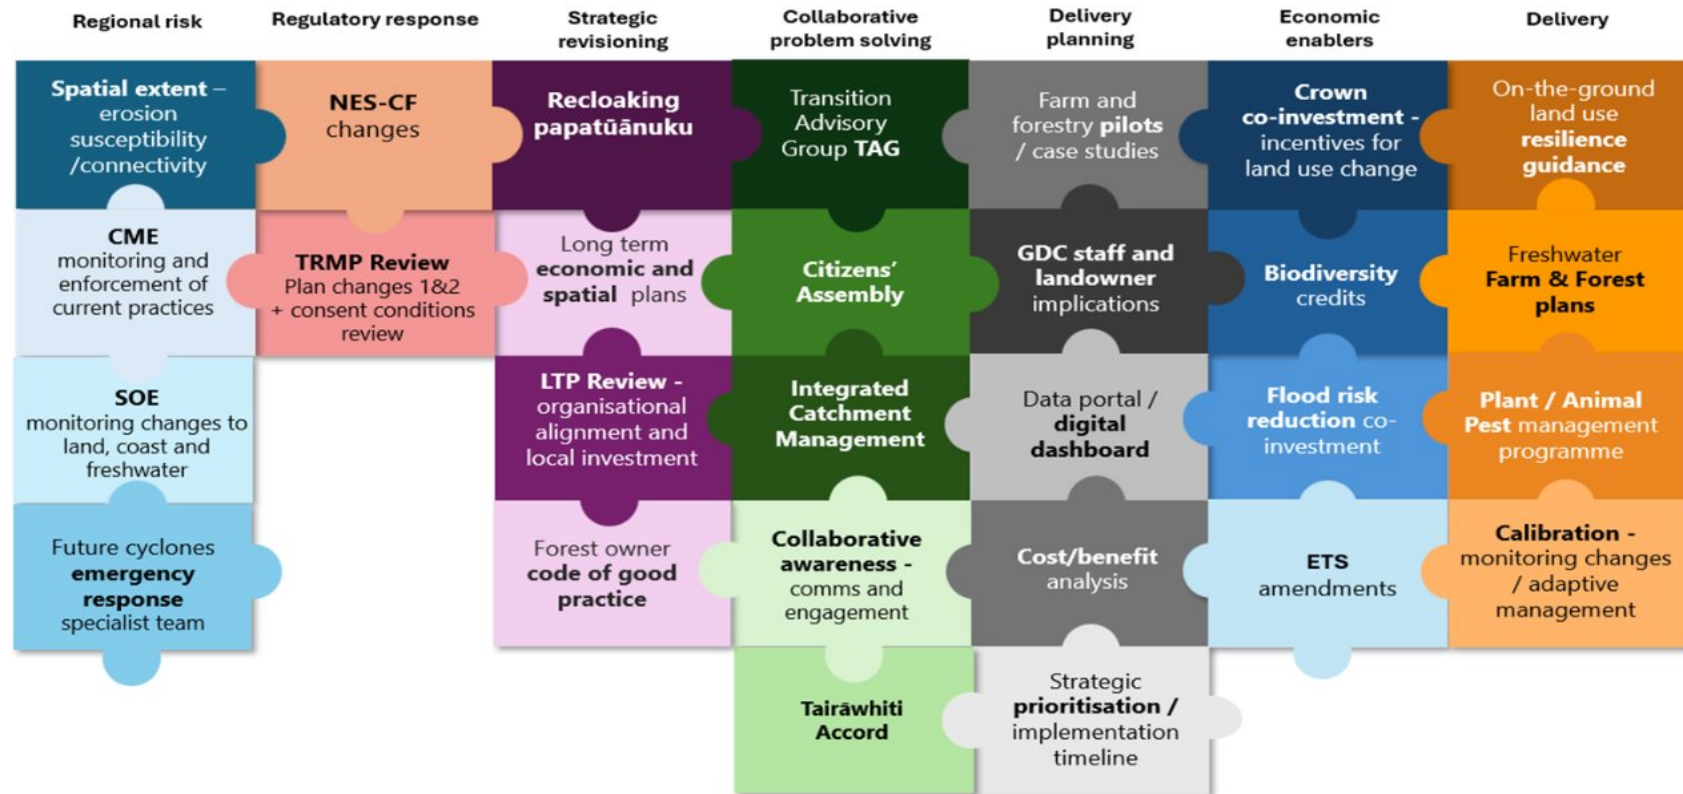 Regional risk
Regulatory response
Strategic
revisioning
Collaborative
problem solving
Delivery
planning
Economic
enablers
Delivery
Spatial extent –
erosion
susceptibility
/connectivity
NES-CF
changes
Recloaking
papatūānuku
Transition
Advisory
Group TAG
Farm and
forestry pilots
/ case studies
Crown
co-investment -
incentives for
land use change
On-the-ground
land use
resilience
guidance
CME
monitoring and
enforcement of
current practices
TRMP Review
Plan changes 1&2
+ consent conditions
review
Long term
economic and
spatial plans
Citizens’
Assembly
GDC staff and
landowner
implications
Biodiversity
credits
Freshwater
Farm & Forest
plans
SOE
monitoring changes to
land, coast and
freshwater
LTP Review -
organisational
alignment and
local investment
Integrated
Catchment
Management
Data portal /
digital
dashboard
Flood risk
reduction co-
investment
Plant / Animal
Pest management
programme
Future cyclones
emergency
response
specialist team
Forest owner
code of good
practice
Collaborative
awareness -
comms and
engagement
Cost/benefit
analysis
ETS
amendments
Calibration -
monitoring changes
/ adaptive
management
Tairāwhiti
Accord
Strategic
prioritisation /
implementation
timeline